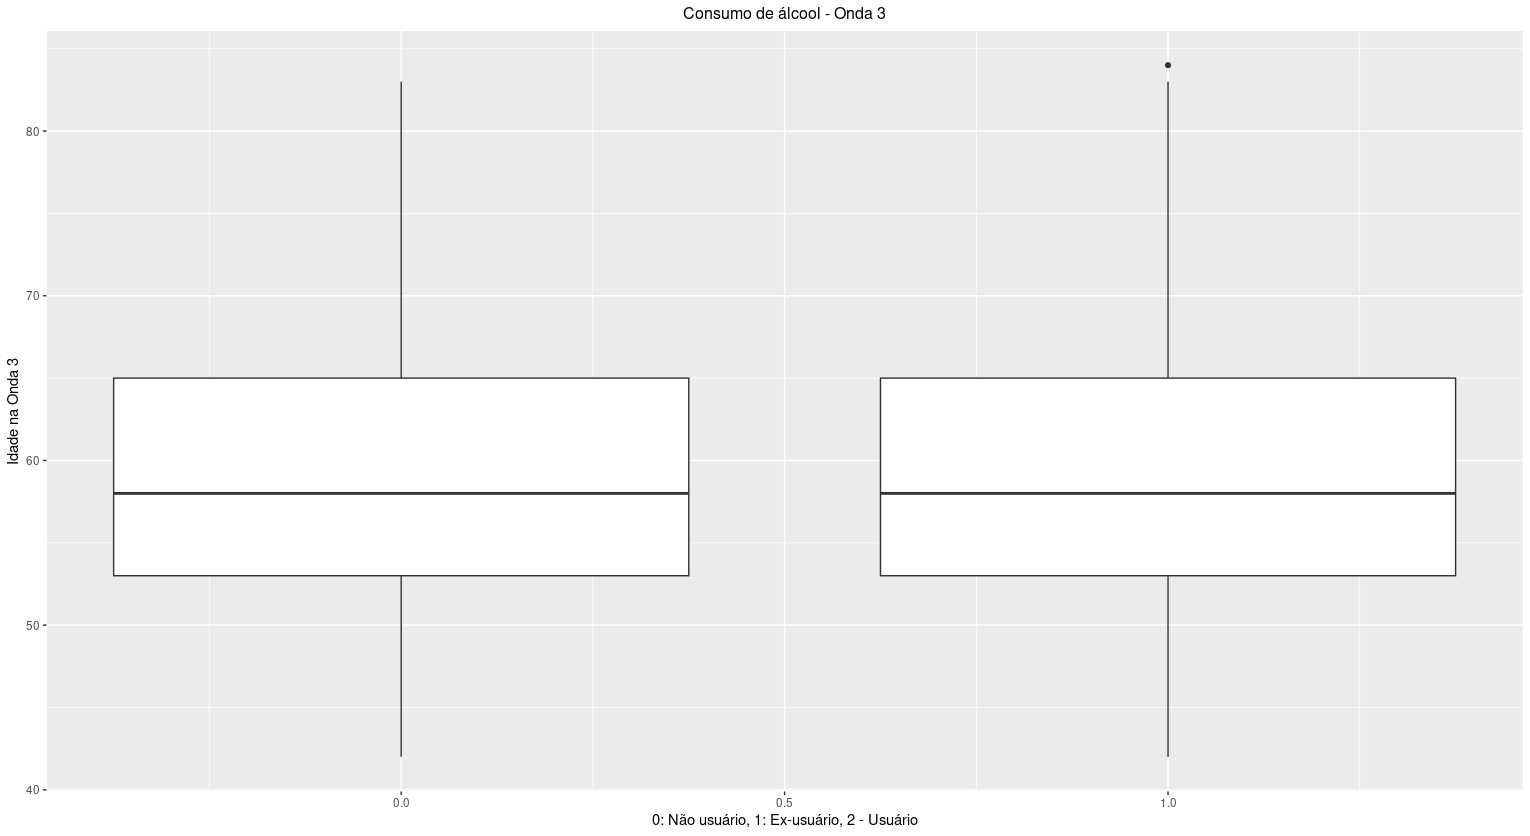 Consumo de álcool - Onda 3
Idade na Onda 3
80
70
60
50
40
0.0
0.5
1.0
0: Não usuário, 1: Ex-usuário, 2 - Usuário